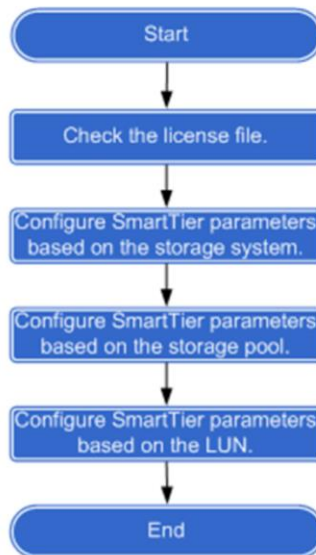 Start
Check the license file.
Configure SmartTier parameters
based on the storage system.
Configure SmartTier parameters
based on the storage pool.
Configure SmartTier parameters
based on the LUN.
End